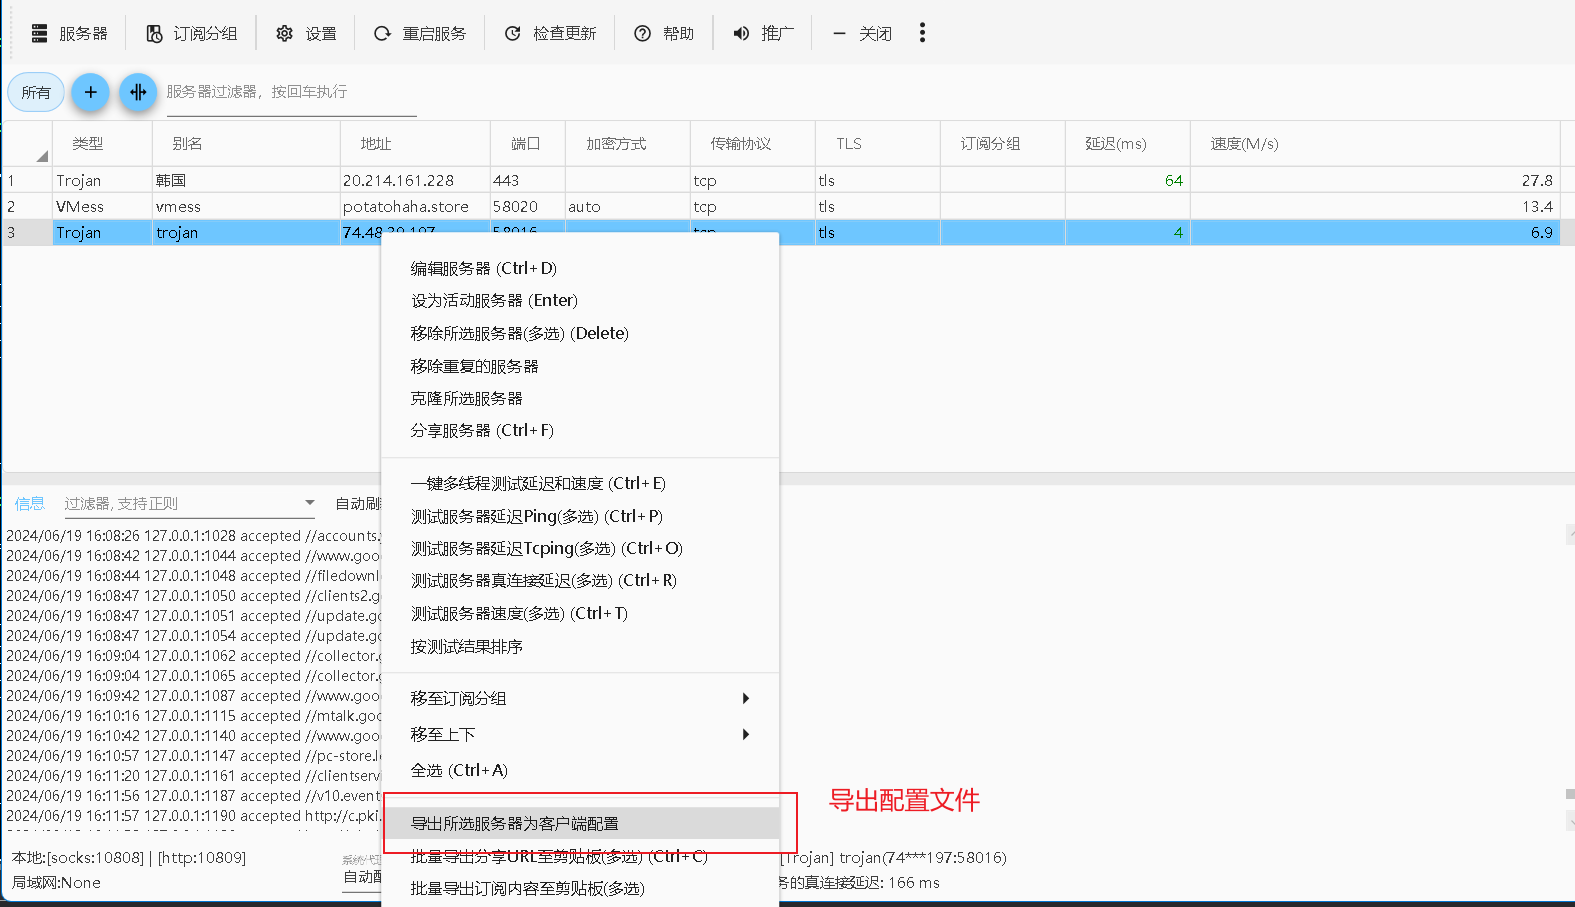 服务器 订阅分组 设置 重启服务 检查更新 帮助 推广 关闭
所有 服务器过滤器，按回车执行
类型 别名 地址 端口 加密方式 传输协议 TLS 订阅分组 延迟(ms) 速度(M/s)
1 Trojan 韩国 20.214.161.228 443 tcp tls 64 27.8
2 VMess vmess potatohaha.store 58020 auto tcp tls 13.4
3 Trojan trojan tls 4 6.9
编辑服务器 (Ctrl+D)
设为活动服务器 (Enter)
移除所选服务器(多选) (Delete)
移除重复的服务器
克隆所选服务器
分享服务器 (Ctrl+F)
一键多线程测试延迟和速度 (Ctrl+E)
测试服务器延迟Ping(多选) (Ctrl+P)
测试服务器延迟Tcping(多选) (Ctrl+O)
测试服务器真连接延迟(多选) (Ctrl+R)
测试服务器速度(多选) (Ctrl+T)
按测试结果排序
移至订阅分组
移至上下
全选 (Ctrl+A)
导出所选服务器为客户端配置
批量导出分享URL至剪贴板(多选) (Ctrl+C)
批量导出订阅内容至剪贴板(多选)
导出配置文件
信息 过滤器, 支持正则 自动刷
2024/06/19 16:08:26 127.0.0.1:1028 accepted //accounts.
2024/06/19 16:08:42 127.0.0.1:1044 accepted //www.goo
2024/06/19 16:08:44 127.0.0.1:1048 accepted //filedownl
2024/06/19 16:08:47 127.0.0.1:1050 accepted //clients2.g
2024/06/19 16:08:47 127.0.0.1:1051 accepted //update.go
2024/06/19 16:08:47 127.0.0.1:1054 accepted //update.go
2024/06/19 16:09:04 127.0.0.1:1062 accepted //collector.g
2024/06/19 16:09:04 127.0.0.1:1065 accepted //collector.g
2024/06/19 16:09:42 127.0.0.1:1087 accepted //www.goo
2024/06/19 16:10:16 127.0.0.1:1115 accepted //mtalk.goo
2024/06/19 16:10:42 127.0.0.1:1140 accepted //www.goo
2024/06/19 16:10:57 127.0.0.1:1147 accepted //pc-store.l
2024/06/19 16:11:20 127.0.0.1:1161 accepted //clientserv
2024/06/19 16:11:56 127.0.0.1:1187 accepted //v10.event
2024/06/19 16:11:57 127.0.0.1:1190 accepted http://c.pki.
本地:[socks:10808] | [http:10809] 系统代理 [Trojan] trojan(74***197:58016)
局域网:None 自动配 务的真连接延迟: 166 ms